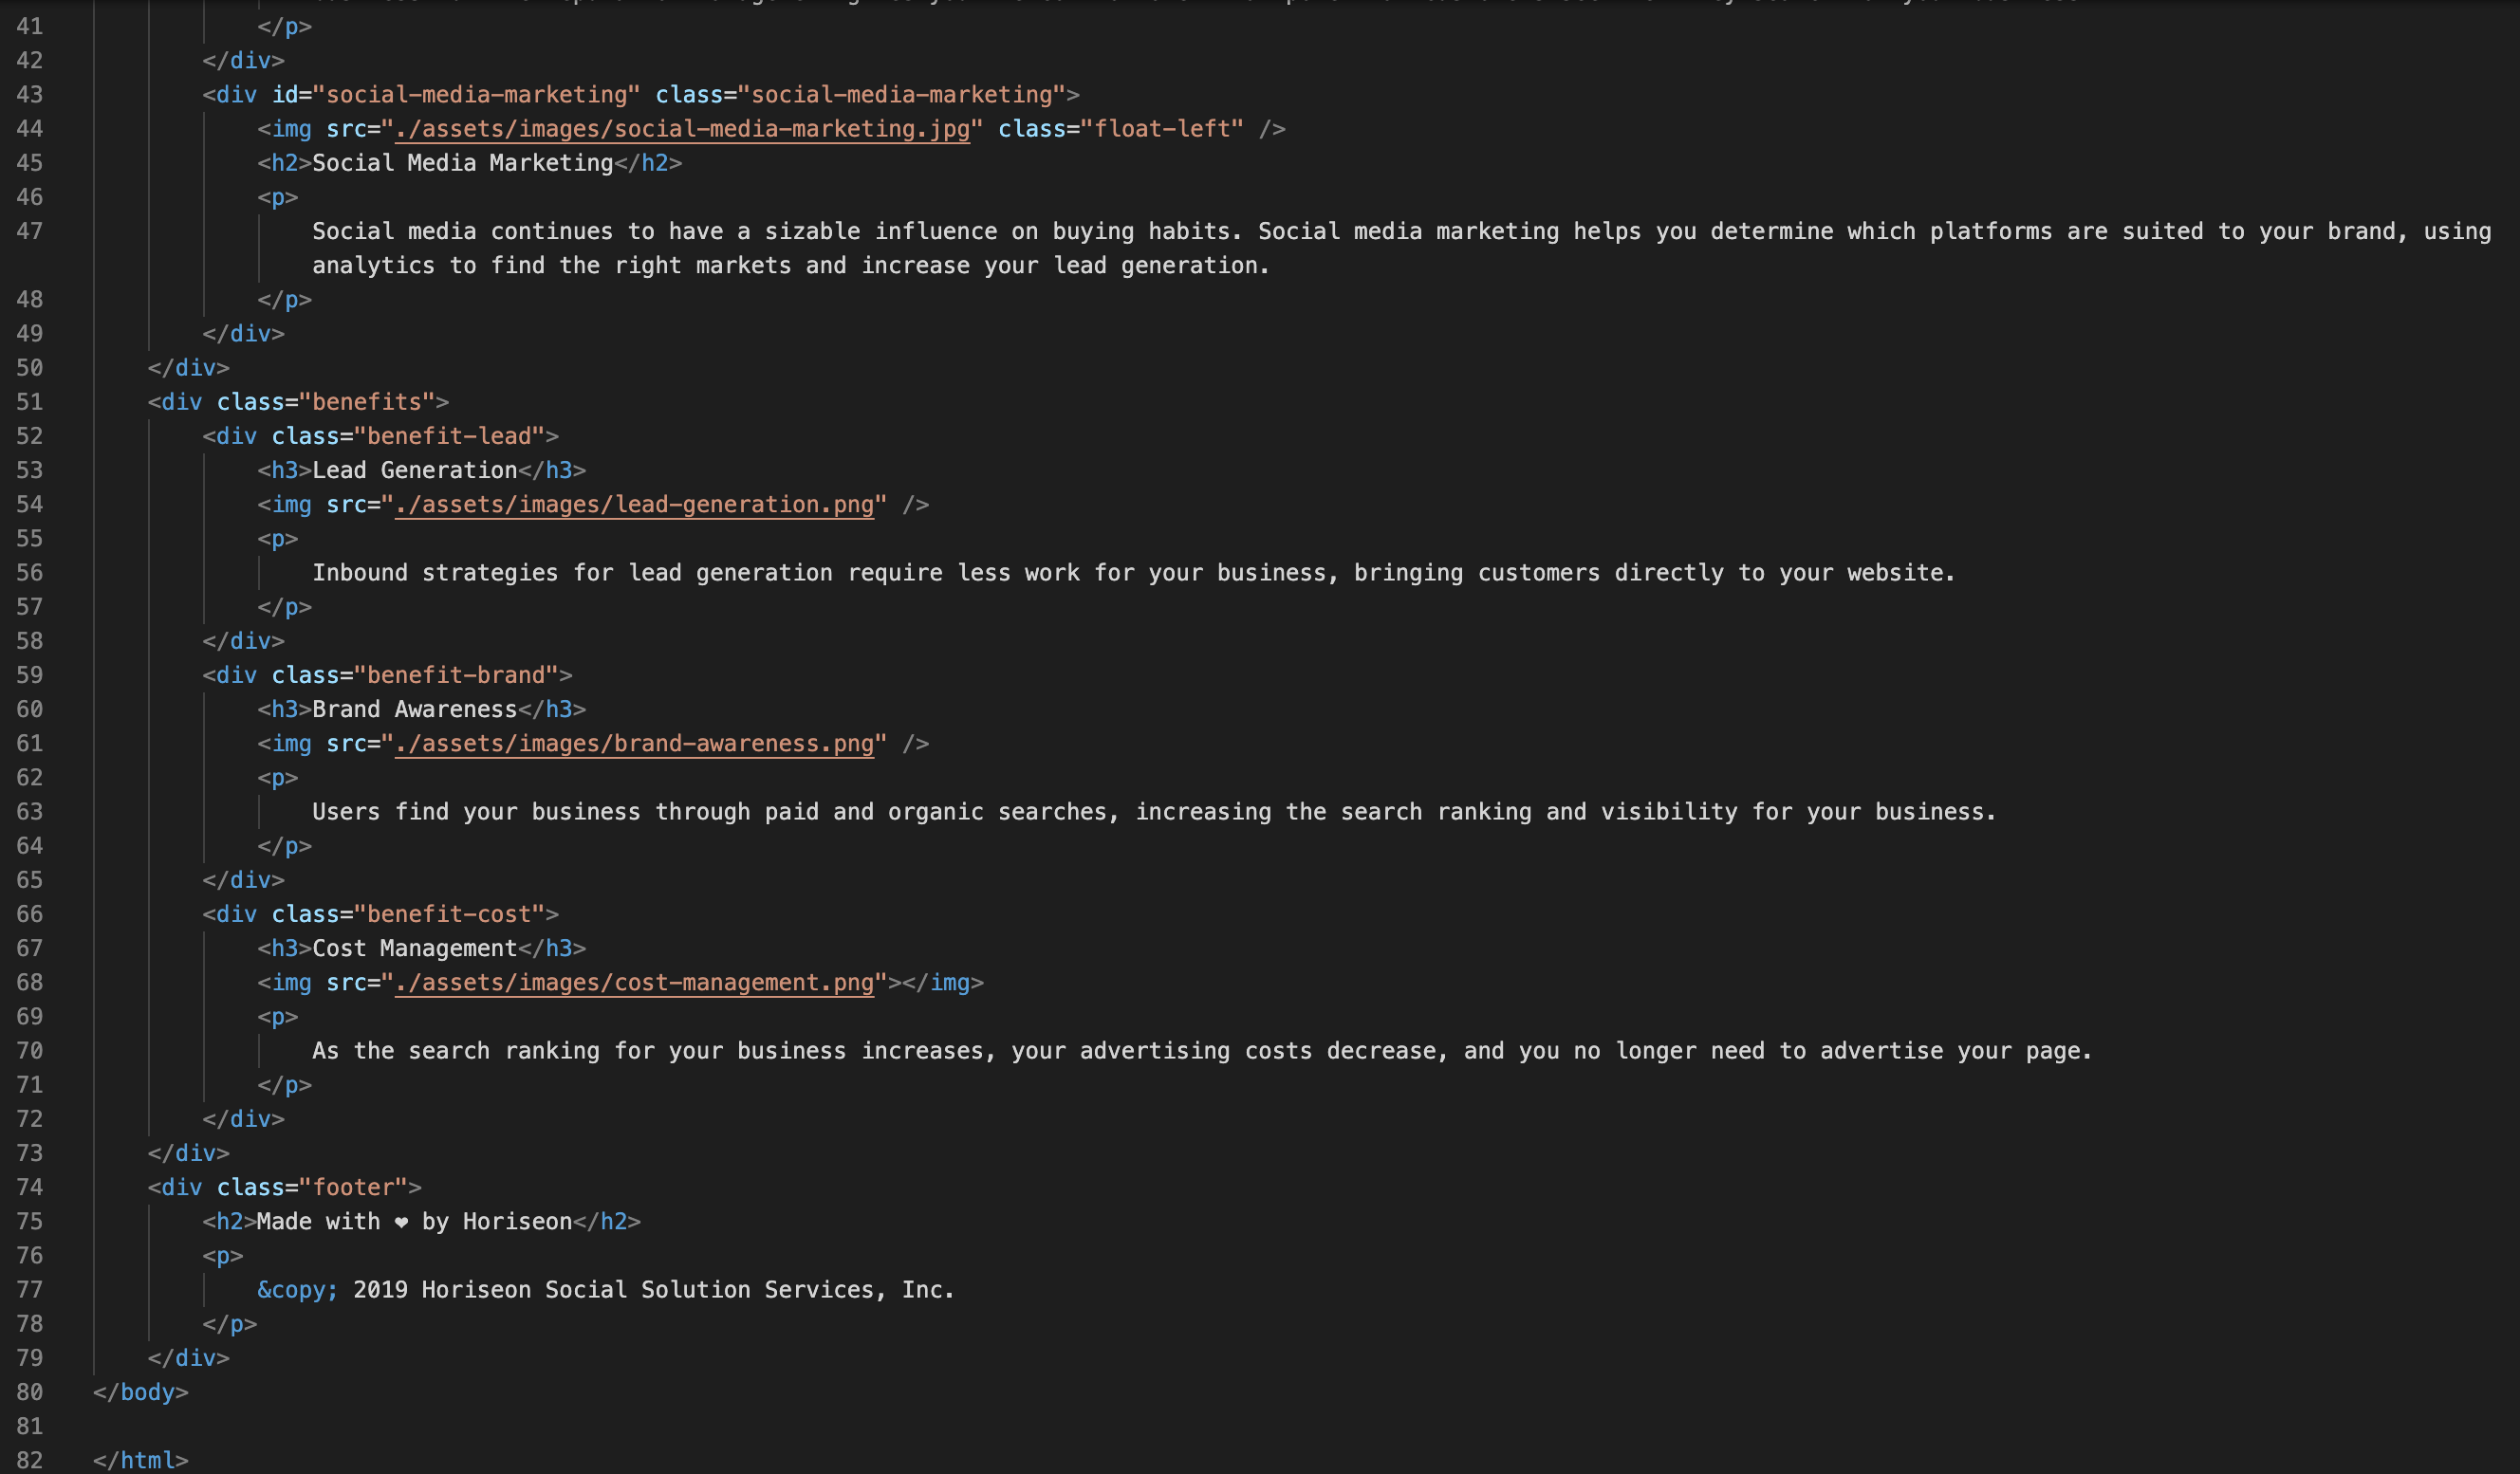 41 </p>
42 </div>
43 <div id="social-media-marketing" class="social-media-marketing">
44 <img src="./assets/images/social-media-marketing.jpg" class="float-left" />
45 <h2>Social Media Marketing</h2>
46 <p>
47 Social media continues to have a sizable influence on buying habits. Social media marketing helps you determine which platforms are suited to your brand, using
analytics to find the right markets and increase your lead generation.
48 </p>
49 </div>
50 </div>
51 <div class="benefits">
52 <div class="benefit-lead">
53 <h3>Lead Generation</h3>
54 <img src="./assets/images/lead-generation.png" />
55 <p>
56 Inbound strategies for lead generation require less work for your business, bringing customers directly to your website.
57 </p>
58 </div>
59 <div class="benefit-brand">
60 <h3>Brand Awareness</h3>
61 <img src="./assets/images/brand-awareness.png" />
62 <p>
63 Users find your business through paid and organic searches, increasing the search ranking and visibility for your business.
64 </p>
65 </div>
66 <div class="benefit-cost">
67 <h3>Cost Management</h3>
68 <img src="./assets/images/cost-management.png"></img>
69 <p>
70 As the search ranking for your business increases, your advertising costs decrease, and you no longer need to advertise your page.
71 </p>
72 </div>
73 </div>
74 <div class="footer">
75 <h2>Made with ❤ by Horiseon</h2>
76 <p>
77 &copy; 2019 Horiseon Social Solution Services, Inc.
78 </p>
79 </div>
80 </body>
81
82 </html>